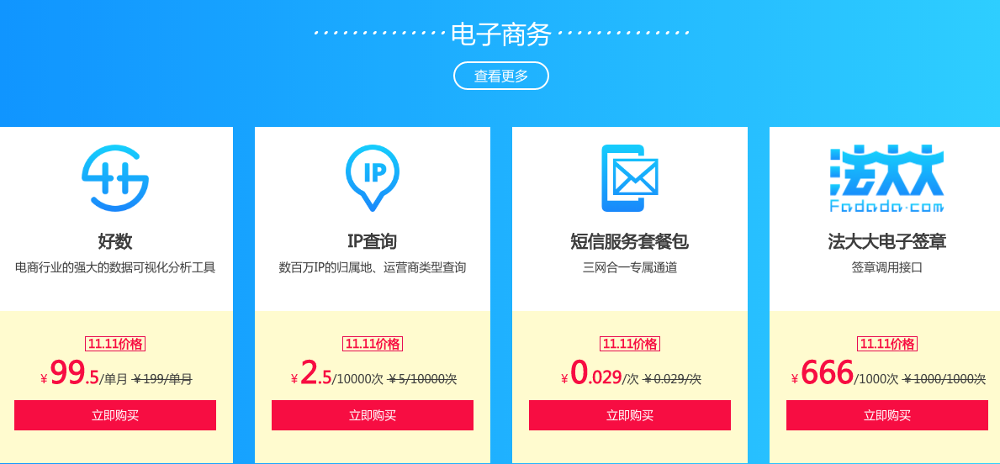 电子商务
查看更多
好数
电商行业的强大的数据可视化分析工具
11.11价格
¥99.5/单月 ¥199/单月
立即购买
IP
IP查询
数百万IP的归属地、运营商类型查询
11.11价格
¥2.5/10000次 ¥5/10000次
立即购买
短信服务套餐包
三网合一专属通道
11.11价格
¥0.029/次 ¥0.029/次
立即购买
法大大
Fadada.com
法大大电子签章
签章调用接口
11.11价格
¥666/1000次 ¥1000/1000次
立即购买